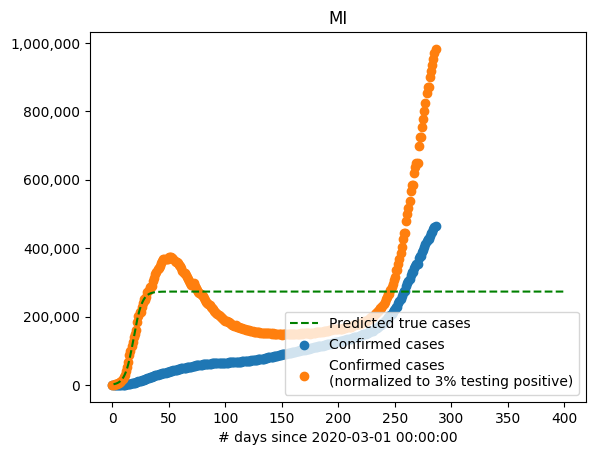 MI
1,000,000
800,000
600,000
400,000
200,000
0
Predicted true cases
Confirmed cases
Confirmed cases
(normalized to 3% testing positive)
0 50 100 150 200 250 300 350 400
# days since 2020-03-01 00:00:00